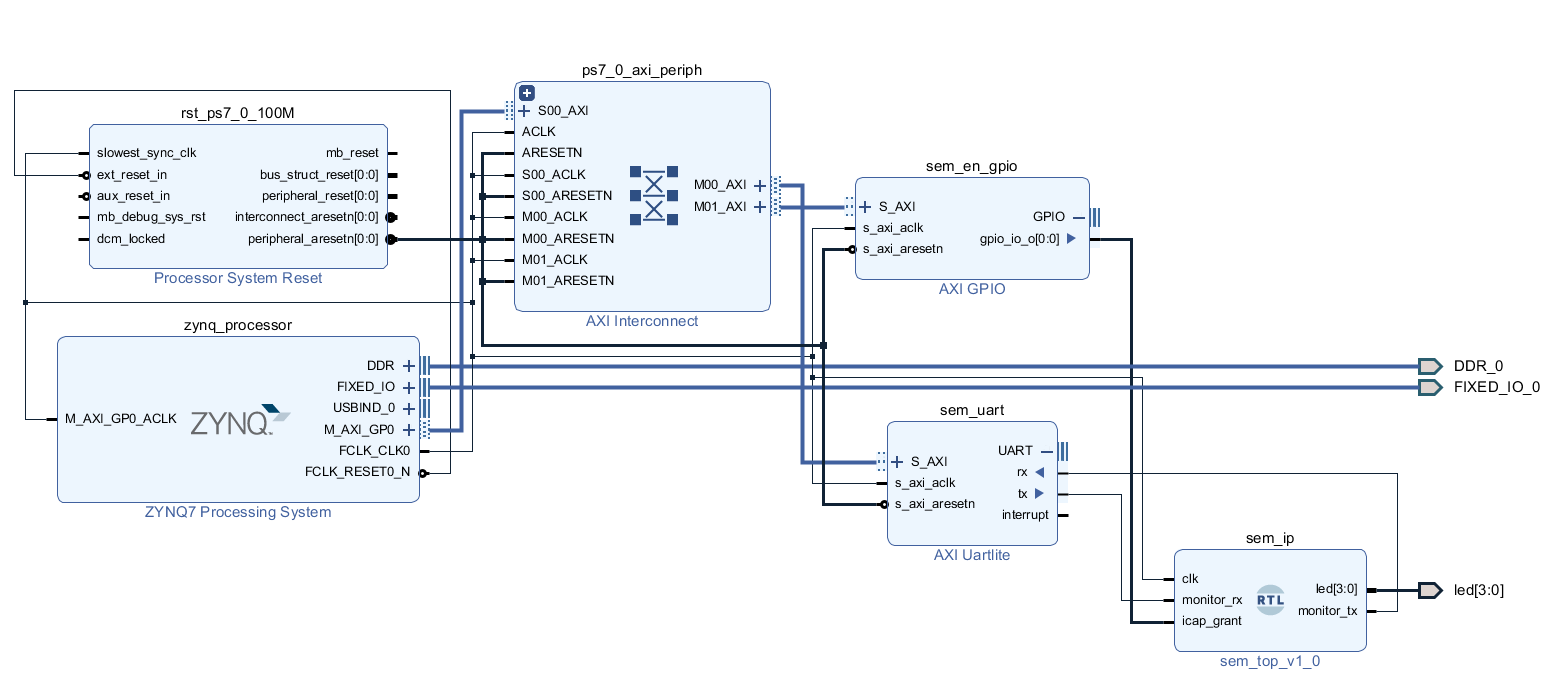 rst_ps7_0_100M
slowest_sync_clk
ext_reset_in
aux_reset_in
mb_debug_sys_rst
dcm_locked
mb_reset
bus_struct_reset[0:0]
peripheral_reset[0:0]
interconnect_aresetn[0:0]
peripheral_aresetn[0:0]
Processor System Reset
zynq_processor
M_AXI_GP0_ACLK
ZYNQ
DDR
FIXED_IO
USBIND_0
M_AXI_GP0
FCLK_CLK0
FCLK_RESET0_N
ZYNQ7 Processing System
ps7_0_axi_periph
S00_AXI
ACLK
ARESETN
S00_ACLK
S00_ARESETN
M00_ACLK
M00_ARESETN
M01_ACLK
M01_ARESETN
M00_AXI
M01_AXI
AXI Interconnect
sem_en_gpio
S_AXI
s_axi_aclk
s_axi_aresetn
GPIO
gpio_io_o[0:0]
AXI GPIO
sem_uart
S_AXI
s_axi_aclk
s_axi_aresetn
UART
rx
tx
interrupt
AXI Uartlite
sem_ip
clk
monitor_rx
icap_grant
RTL
led[3:0]
monitor_tx
sem_top_v1_0
DDR_0
FIXED_IO_0
led[3:0]